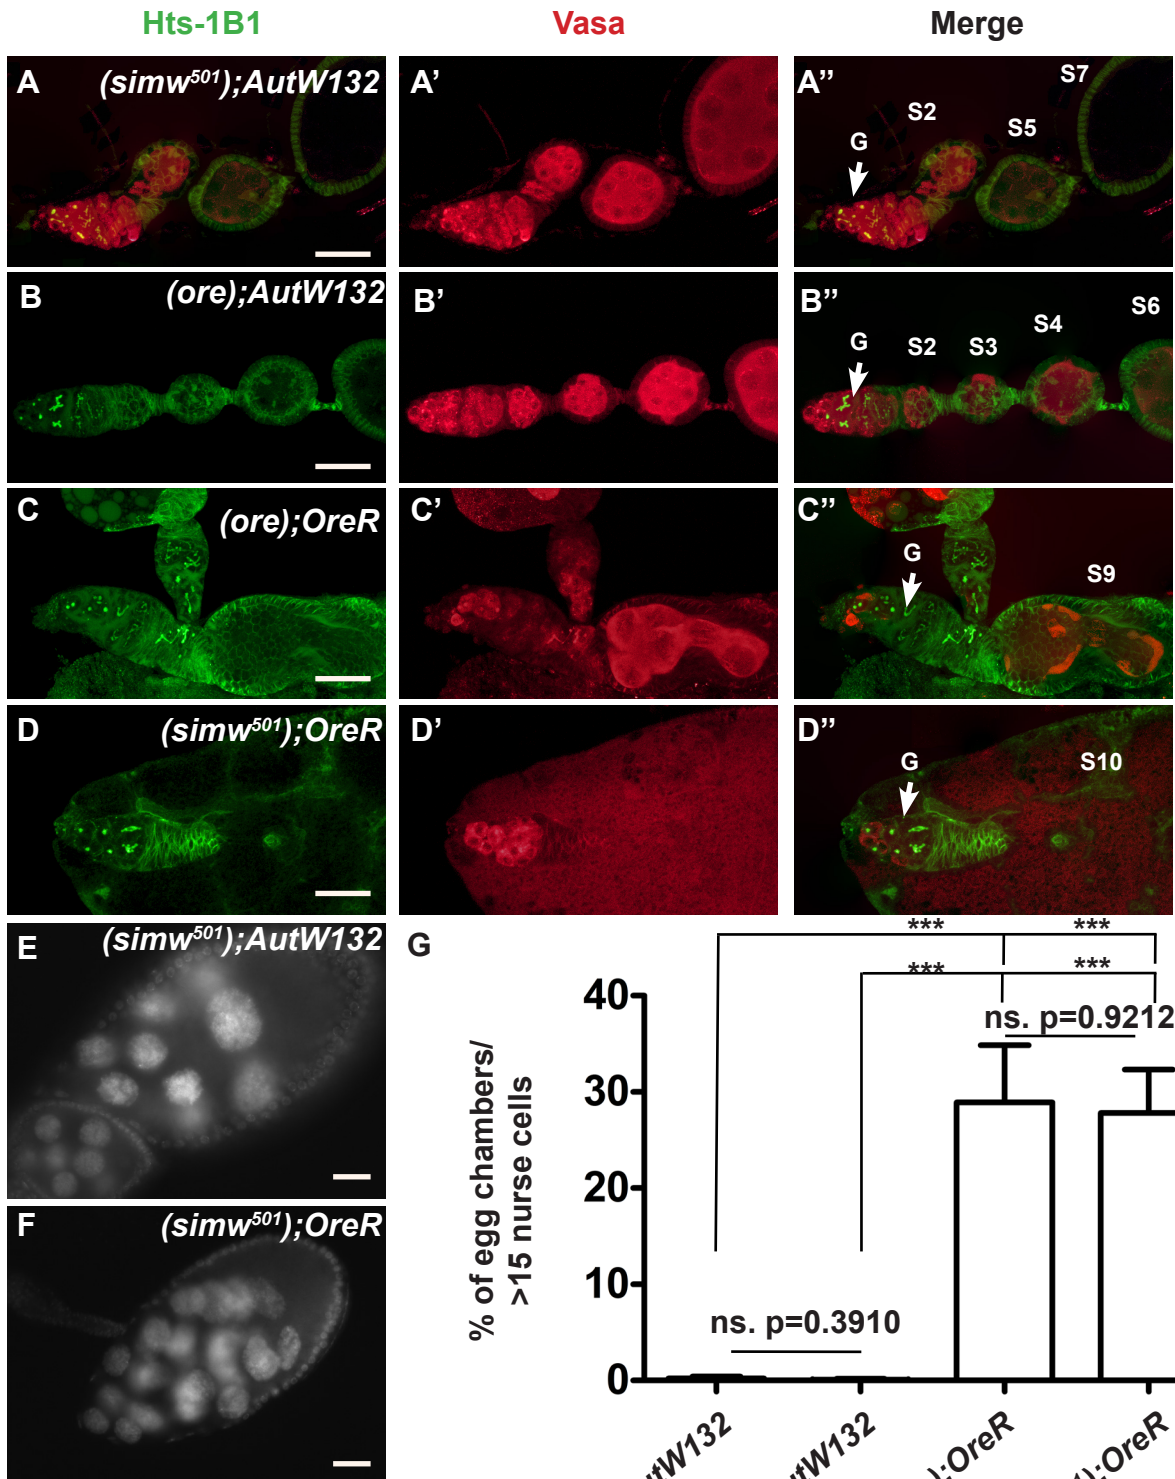 Hts-1B1 Vasa Merge
A (simw501);AutW132 A' A''
G S2 S5 S7
B (ore);AutW132 B' B''
G S2 S3 S4 S6
C (ore);OreR C' C''
G S9
D (simw501);OreR D' D''
G S10
E (simw501);AutW132
F (simw501);OreR
G
*** ***
*** ***
ns. p=0.9212
ns. p=0.3910
% of egg chambers/
>15 nurse cells
40
30
20
10
0
utW132
utW132
);OreR
);OreR